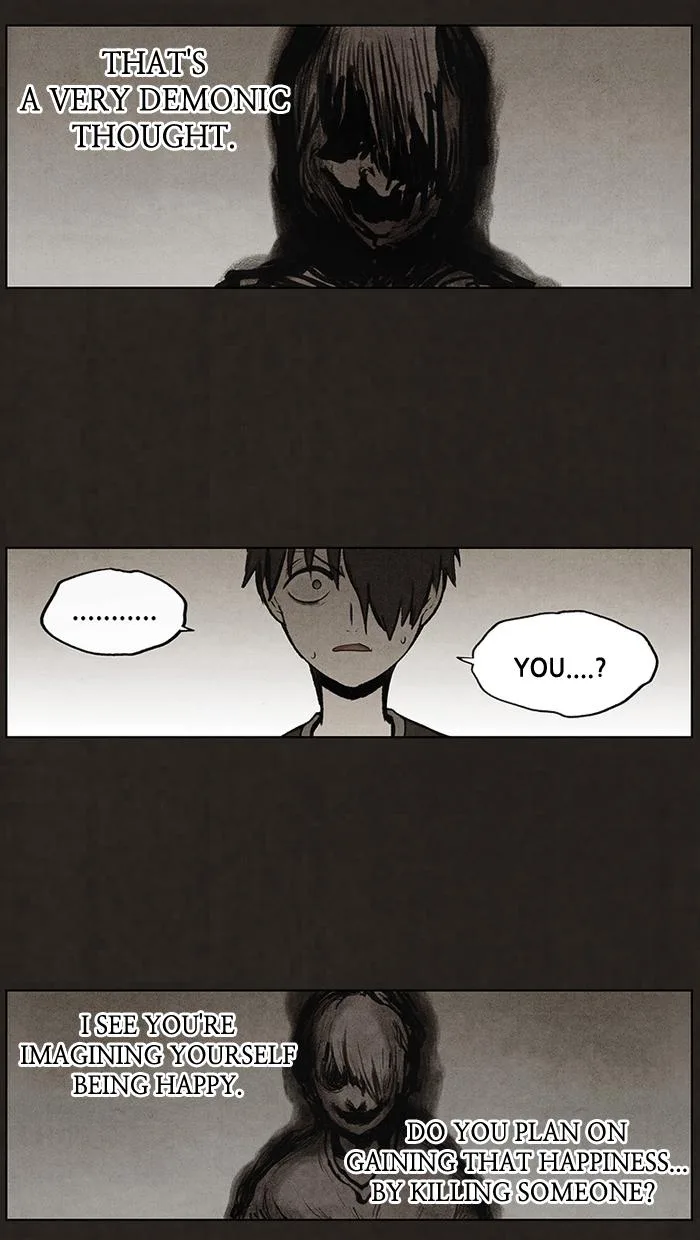 THAT'S
A VERY DEMONIC
THOUGHT.
...........
YOU....?
I SEE YOU'RE
IMAGINING YOURSELF
BEING HAPPY.
DO YOU PLAN ON
GAINING THAT HAPPINESS...
BY KILLING SOMEONE?